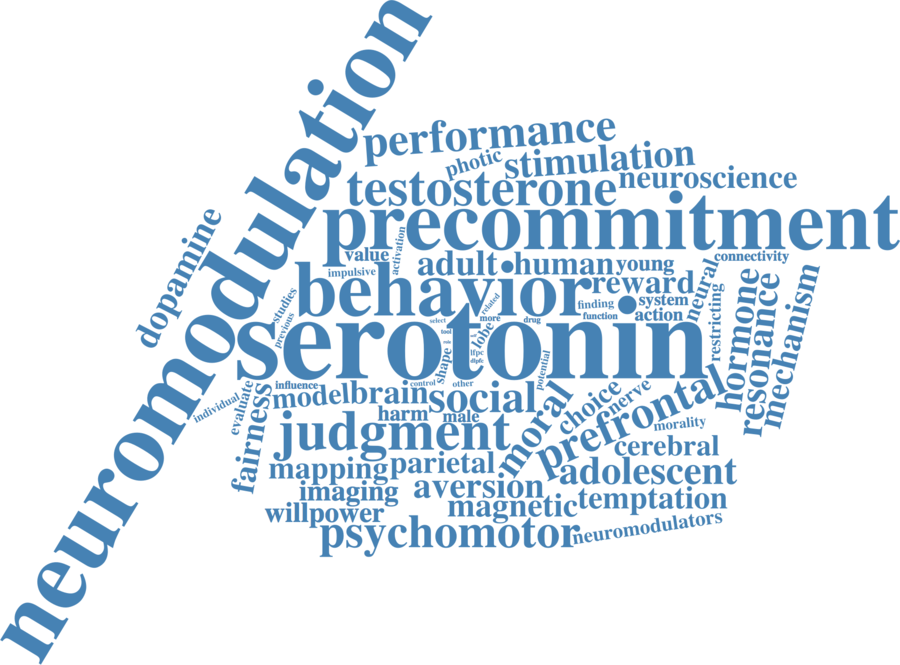 neuromodulation
performance
photic
stimulation
testosterone
neuroscience
precommitment
dopamine
value
activation
connectivity
impulsive
adult
human
young
behavior
reward
neural
studies
previous
related
finding
system
function
action
restricting
hormone
resonance
mechanism
select
more
drug
tool
lobe
serotonin
lfpc
dlpfc
shape
potential
control
other
influence
individual
evaluate
fairness
model
brain
social
harm
male
moral
choice
nerve
prefrontal
morality
judgment
cerebral
mapping
parietal
adolescent
imaging
aversion
magnetic
temptation
willpower
psychomotor
neuromodulators